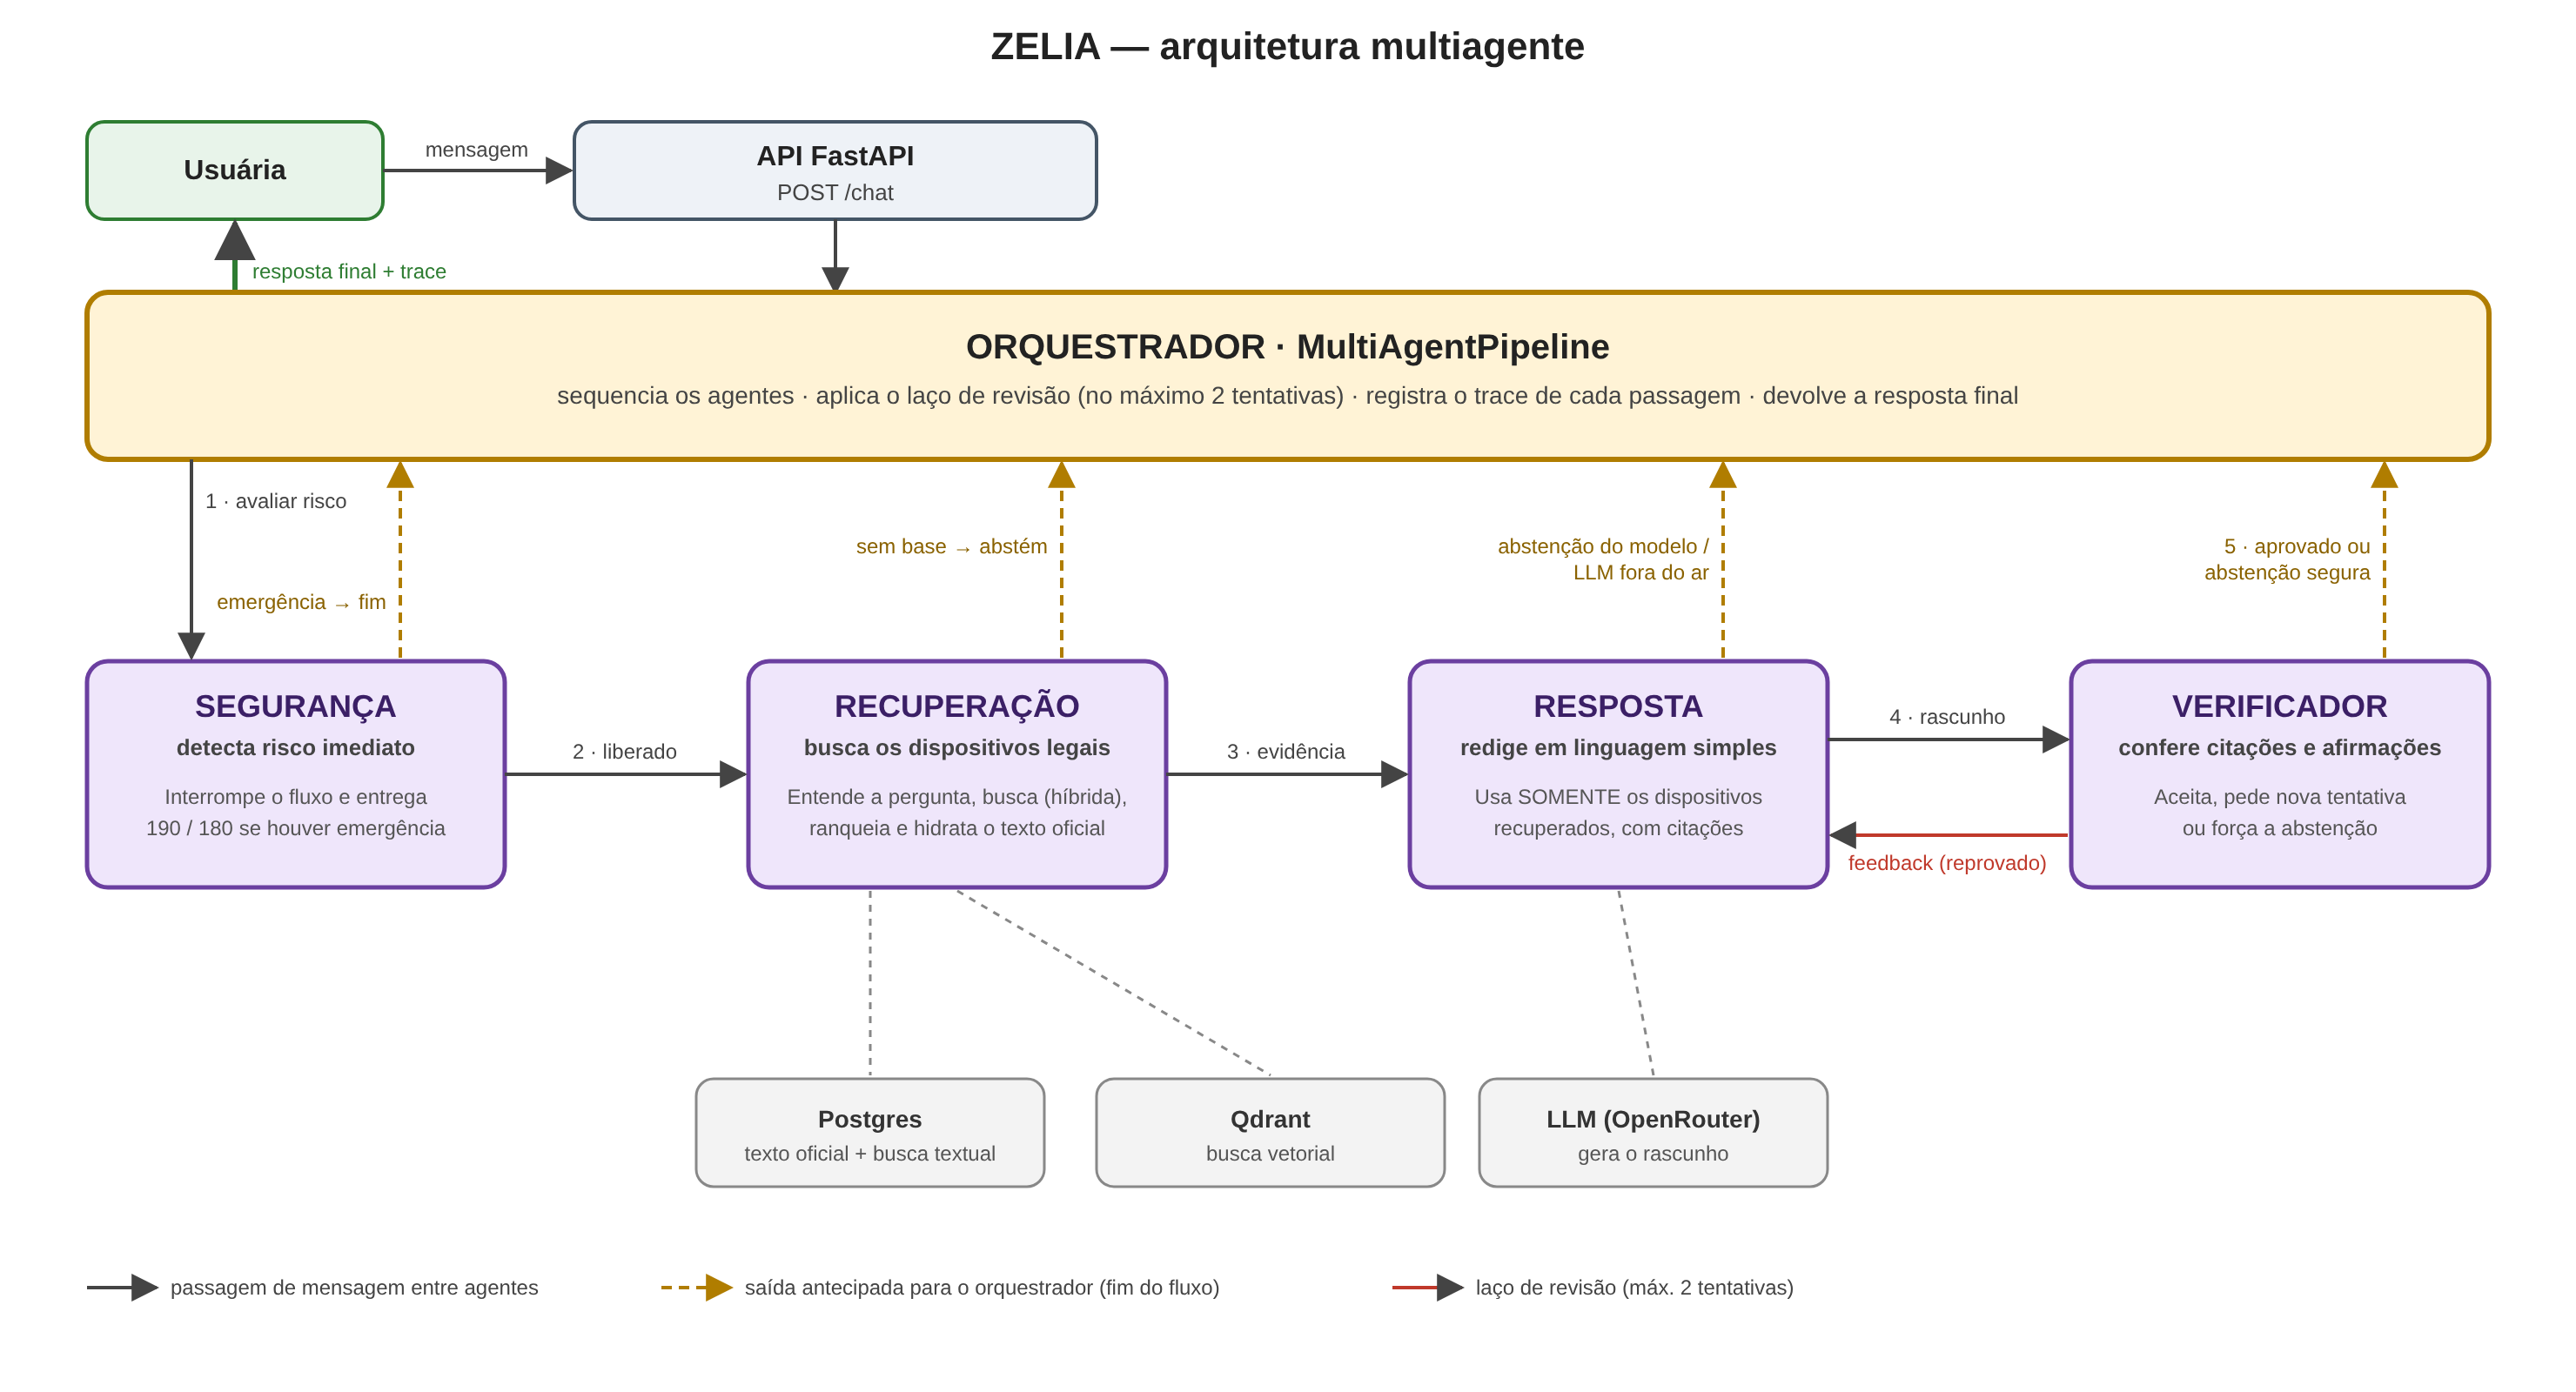 ZELIA — arquitetura multiagente
Usuária
mensagem
API FastAPI
POST /chat
resposta final + trace
ORQUESTRADOR · MultiAgentPipeline
sequencia os agentes · aplica o laço de revisão (no máximo 2 tentativas) · registra o trace de cada passagem · devolve a resposta final
1 · avaliar risco
emergência → fim
sem base → abstém
abstenção do modelo /
LLM fora do ar
5 · aprovado ou
abstenção segura
SEGURANÇA
detecta risco imediato
Interrompe o fluxo e entrega
190 / 180 se houver emergência
2 · liberado
RECUPERAÇÃO
busca os dispositivos legais
Entende a pergunta, busca (híbrida),
ranqueia e hidrata o texto oficial
3 · evidência
RESPOSTA
redige em linguagem simples
Usa SOMENTE os dispositivos
recuperados, com citações
4 · rascunho
feedback (reprovado)
VERIFICADOR
confere citações e afirmações
Aceita, pede nova tentativa
ou força a abstenção
Postgres
texto oficial + busca textual
Qdrant
busca vetorial
LLM (OpenRouter)
gera o rascunho
passagem de mensagem entre agentes
saída antecipada para o orquestrador (fim do fluxo)
laço de revisão (máx. 2 tentativas)